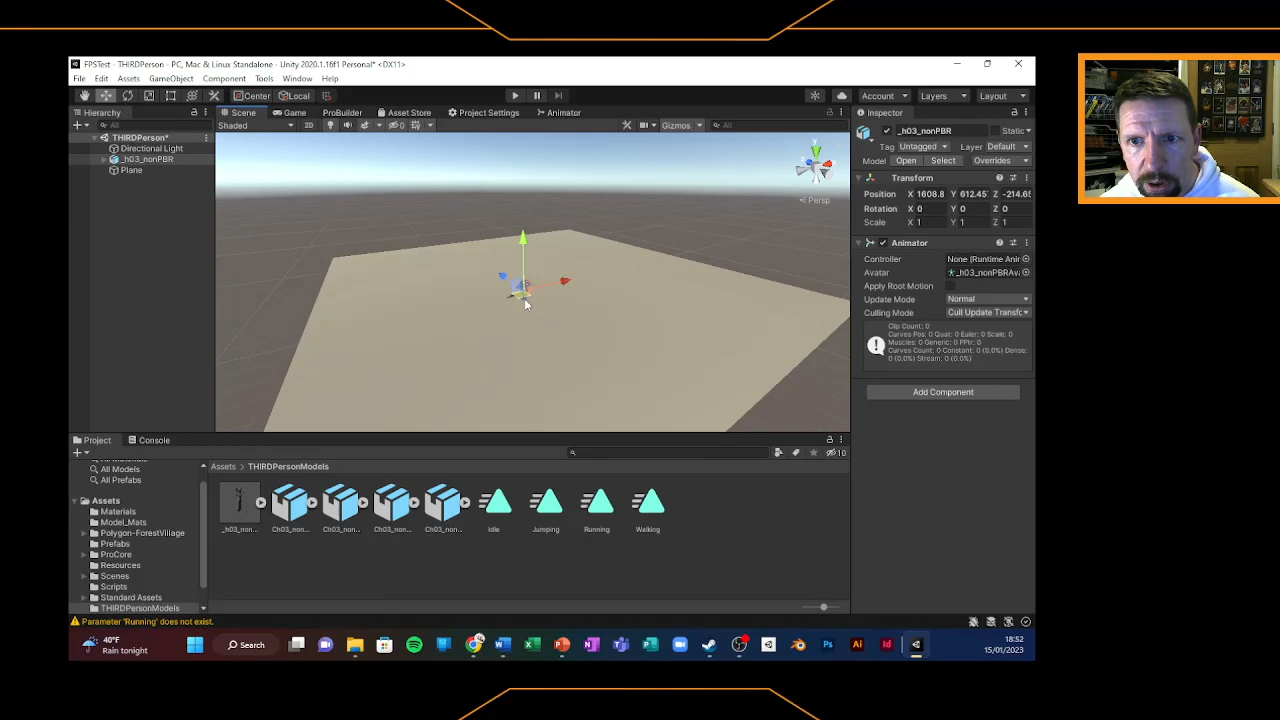 FPSTest - THIRDPerson - PC, Mac & Linux Standalone - Unity 2020.1.16f1 Personal* <DX11>
File Edit Assets GameObject Component Tools Window Help
Center Local Account Layers Layout
Hierarchy Scene Game ProBuilder Asset Store Project Settings Animator Inspector
All Shaded 2D 0 Gizmos All
THIRDPerson*
Directional Light
_h03_nonPBR
Plane
y
Persp
_h03_nonPBR Static
Tag Untagged Layer Default
Model Open Select Overrides
Transform
Position X 1608.8 Y 612.45 Z -214.65
Rotation X 0 Y 0 Z 0
Scale X 1 Y 1 Z 1
Animator
Controller None (Runtime Anir
Avatar _h03_nonPBRAva
Apply Root Motion
Update Mode Normal
Culling Mode Cull Update Transfc
Clip Count: 0
Curves Pos: 0 Quat: 0 Euler: 0 Scale: 0
Muscles: 0 Generic: 0 PPtr: 0
Curves Count: 0 Constant: 0 (0.0%) Dense:
0 (0.0%) Stream: 0 (0.0%)
Add Component
Project Console
10
All Models
All Prefabs
Assets
Materials
Model_Mats
Polygon-ForestVillage
Prefabs
ProCore
Resources
Scenes
Scripts
Standard Assets
THIRDPersonModels
Assets > THIRDPersonModels
_h03_non... Ch03_non... Ch03_non... Ch03_non... Ch03_non... Idle Jumping Running Walking
Parameter 'Running' does not exist.
40°F
Rain tonight
Search
Ps Ai Id
18:52
15/01/2023